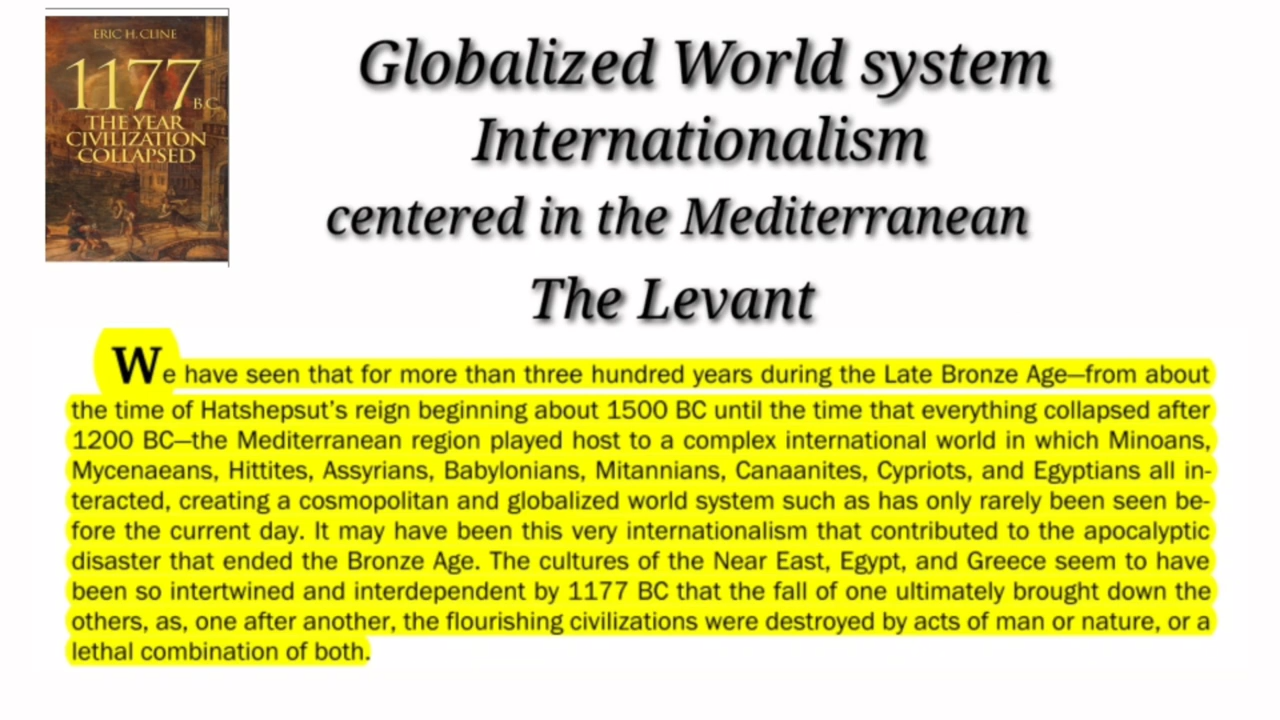 ERIC H. CLINE
1177 B.C.
THE YEAR
CIVILIZATION
COLLAPSED
Globalized World system
Internationalism
centered in the Mediterranean
The Levant
We have seen that for more than three hundred years during the Late Bronze Age—from about
the time of Hatshepsut's reign beginning about 1500 BC until the time that everything collapsed after
1200 BC—the Mediterranean region played host to a complex international world in which Minoans,
Mycenaeans, Hittites, Assyrians, Babylonians, Mitannians, Canaanites, Cypriots, and Egyptians all in-
teracted, creating a cosmopolitan and globalized world system such as has only rarely been seen be-
fore the current day. It may have been this very internationalism that contributed to the apocalyptic
disaster that ended the Bronze Age. The cultures of the Near East, Egypt, and Greece seem to have
been so intertwined and interdependent by 1177 BC that the fall of one ultimately brought down the
others, as, one after another, the flourishing civilizations were destroyed by acts of man or nature, or a
lethal combination of both.